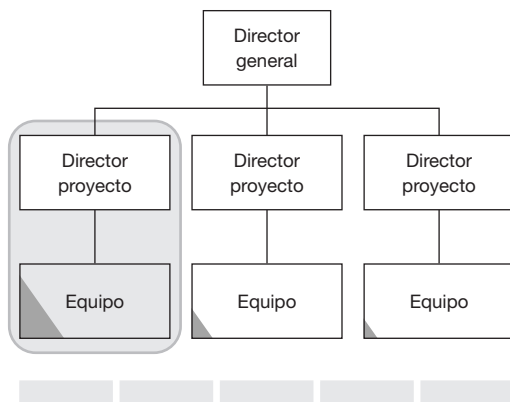 Director
general
Director
proyecto
Director
proyecto
Director
proyecto
Equipo
Equipo
Equipo